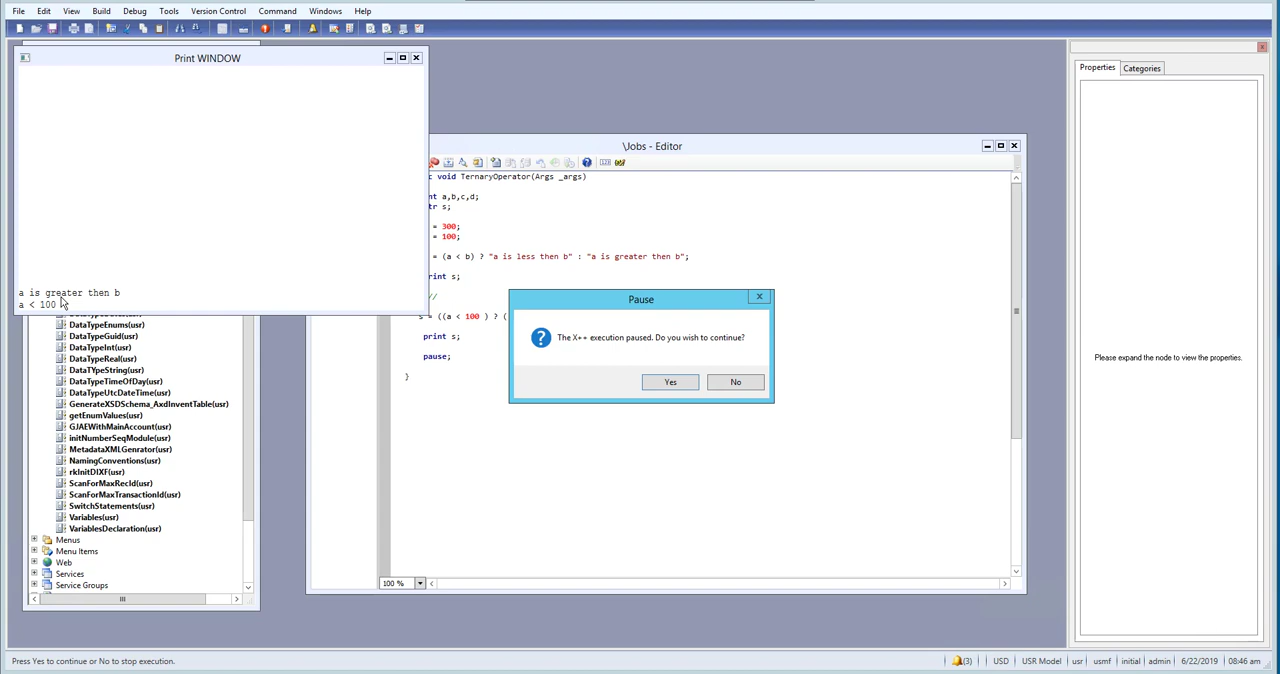 File Edit View Build Debug Tools Version Control Command Windows Help
Print WINDOW
a is greater then b
a < 100
DataTypeEnums(usr)
DataTypeGuid(usr)
DataTypeInt(usr)
DataTypeReal(usr)
DataTYpeString(usr)
DataTypeTimeOfDay(usr)
DataTypeUtcDateTime(usr)
GenerateXSDSchema_AxdInventTable(usr)
getEnumValues(usr)
GJAEWithMainAccount(usr)
initNumberSeqModule(usr)
MetadataXMLGenrator(usr)
NamingConventions(usr)
rkInitDIXF(usr)
ScanForMaxRecId(usr)
ScanForMaxTransactionId(usr)
SwitchStatements(usr)
Variables(usr)
VariablesDeclaration(usr)
Menus
Menu Items
Web
Services
Service Groups
\Jobs - Editor
c void TernaryOperator(Args _args)
nt a,b,c,d;
tr s;
= 300;
= 100;
= (a < b) ? "a is less then b" : "a is greater then b";
rint s;
//
s = ((a < 100 ) ? (
print s;
pause;
}
100 %
Pause
The X++ execution paused. Do you wish to continue?
Yes No
Properties Categories
Please expand the node to view the properties.
Press Yes to continue or No to stop execution.
(3) USD USR Model usr usmf initial admin 6/22/2019 08:46 am